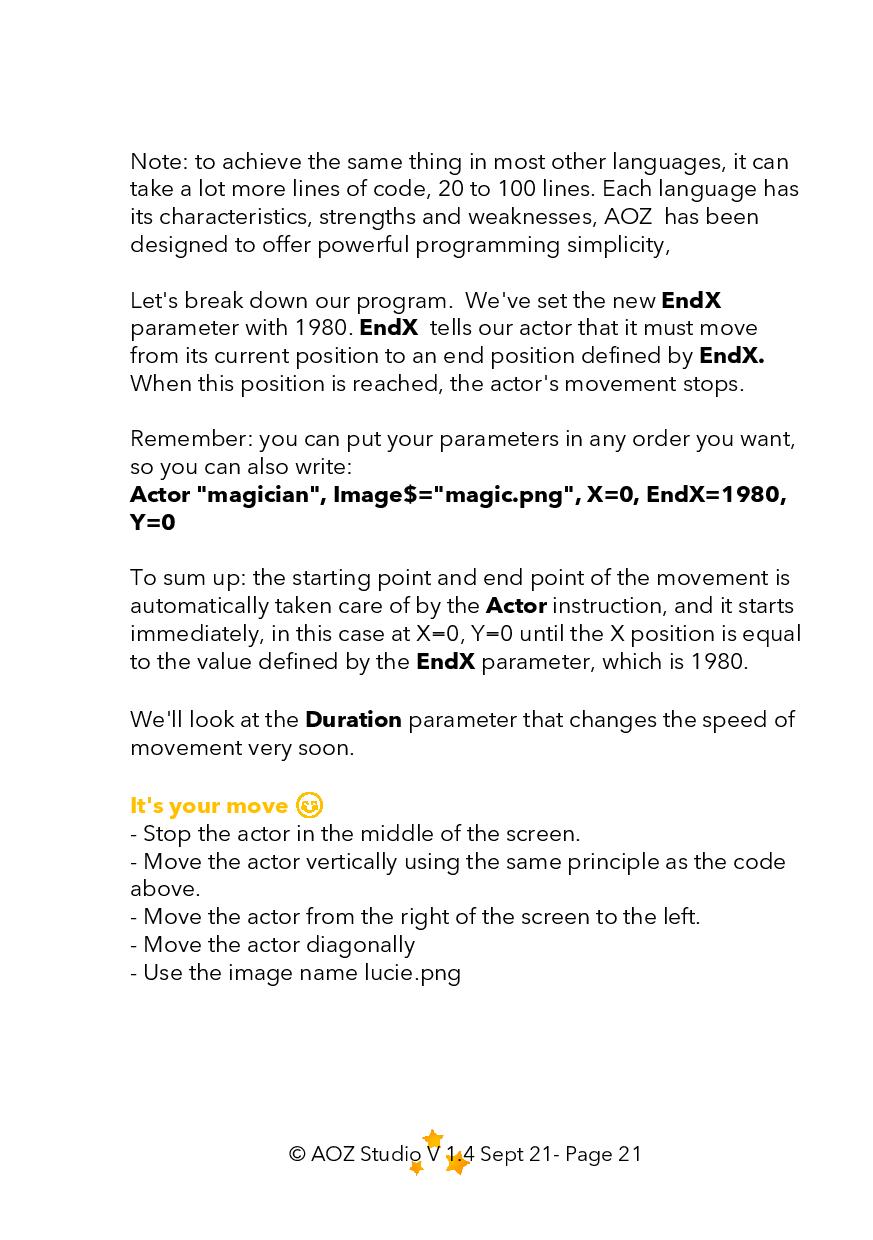 Note: to achieve the same thing in most other languages, it can
take a lot more lines of code, 20 to 100 lines. Each language has
its characteristics, strengths and weaknesses, AOZ  has been
designed to offer powerful programming simplicity,
Let's break down our program.  We've set the new EndX
parameter with 1980. EndX  tells our actor that it must move
from its current position to an end position defined by EndX.
When this position is reached, the actor's movement stops.
Remember: you can put your parameters in any order you want,
so you can also write:
Actor "magician", Image$="magic.png", X=0, EndX=1980,
Y=0
To sum up: the starting point and end point of the movement is
automatically taken care of by the Actor instruction, and it starts
immediately, in this case at X=0, Y=0 until the X position is equal
to the value defined by the EndX parameter, which is 1980.
We'll look at the Duration parameter that changes the speed of
movement very soon.
It's your move 😊
- Stop the actor in the middle of the screen.
- Move the actor vertically using the same principle as the code
above.
- Move the actor from the right of the screen to the left.
- Move the actor diagonally
- Use the image name lucie.png
© AOZ Studio V 1.4 Sept 21- Page 21